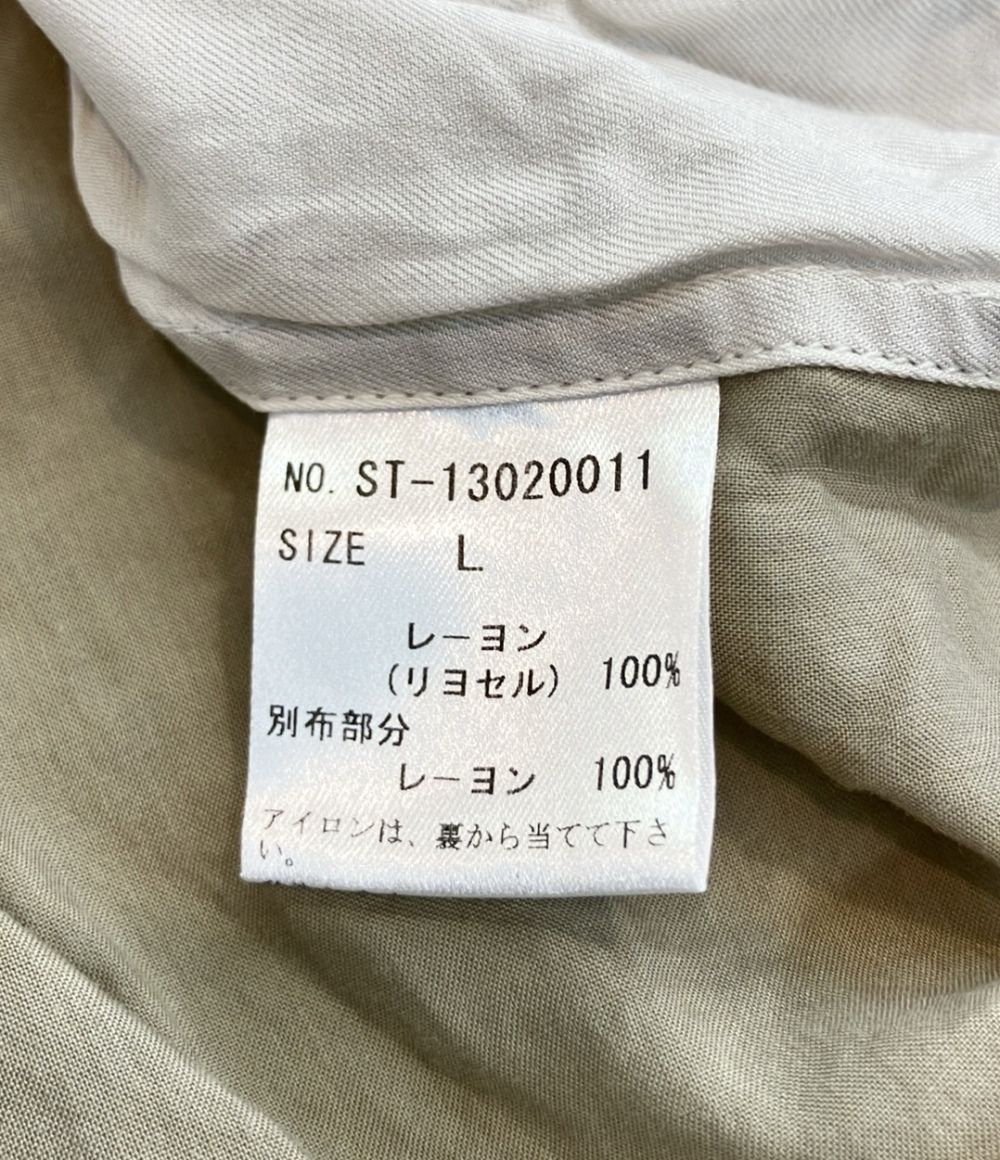 NO. ST-13020011
SIZE L
レーヨン
(リヨセル) 100%
別布部分
レーヨン 100%
アイロンは、裏から当てて下さ
い。